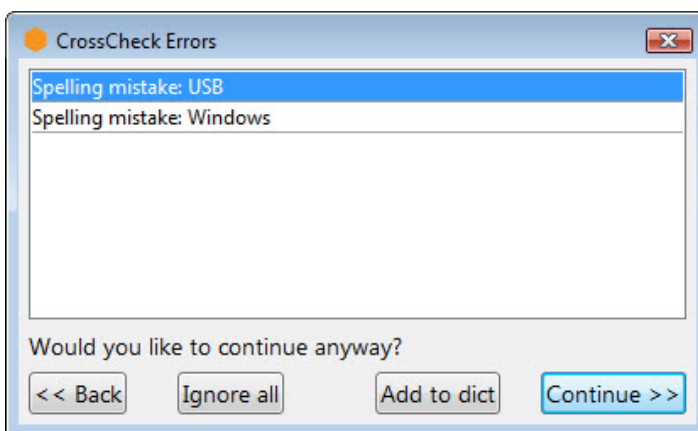 CrossCheck Errors
Spelling mistake: USB
Spelling mistake: Windows
Would you like to continue anyway?
<< Back Ignore all Add to dict Continue >>